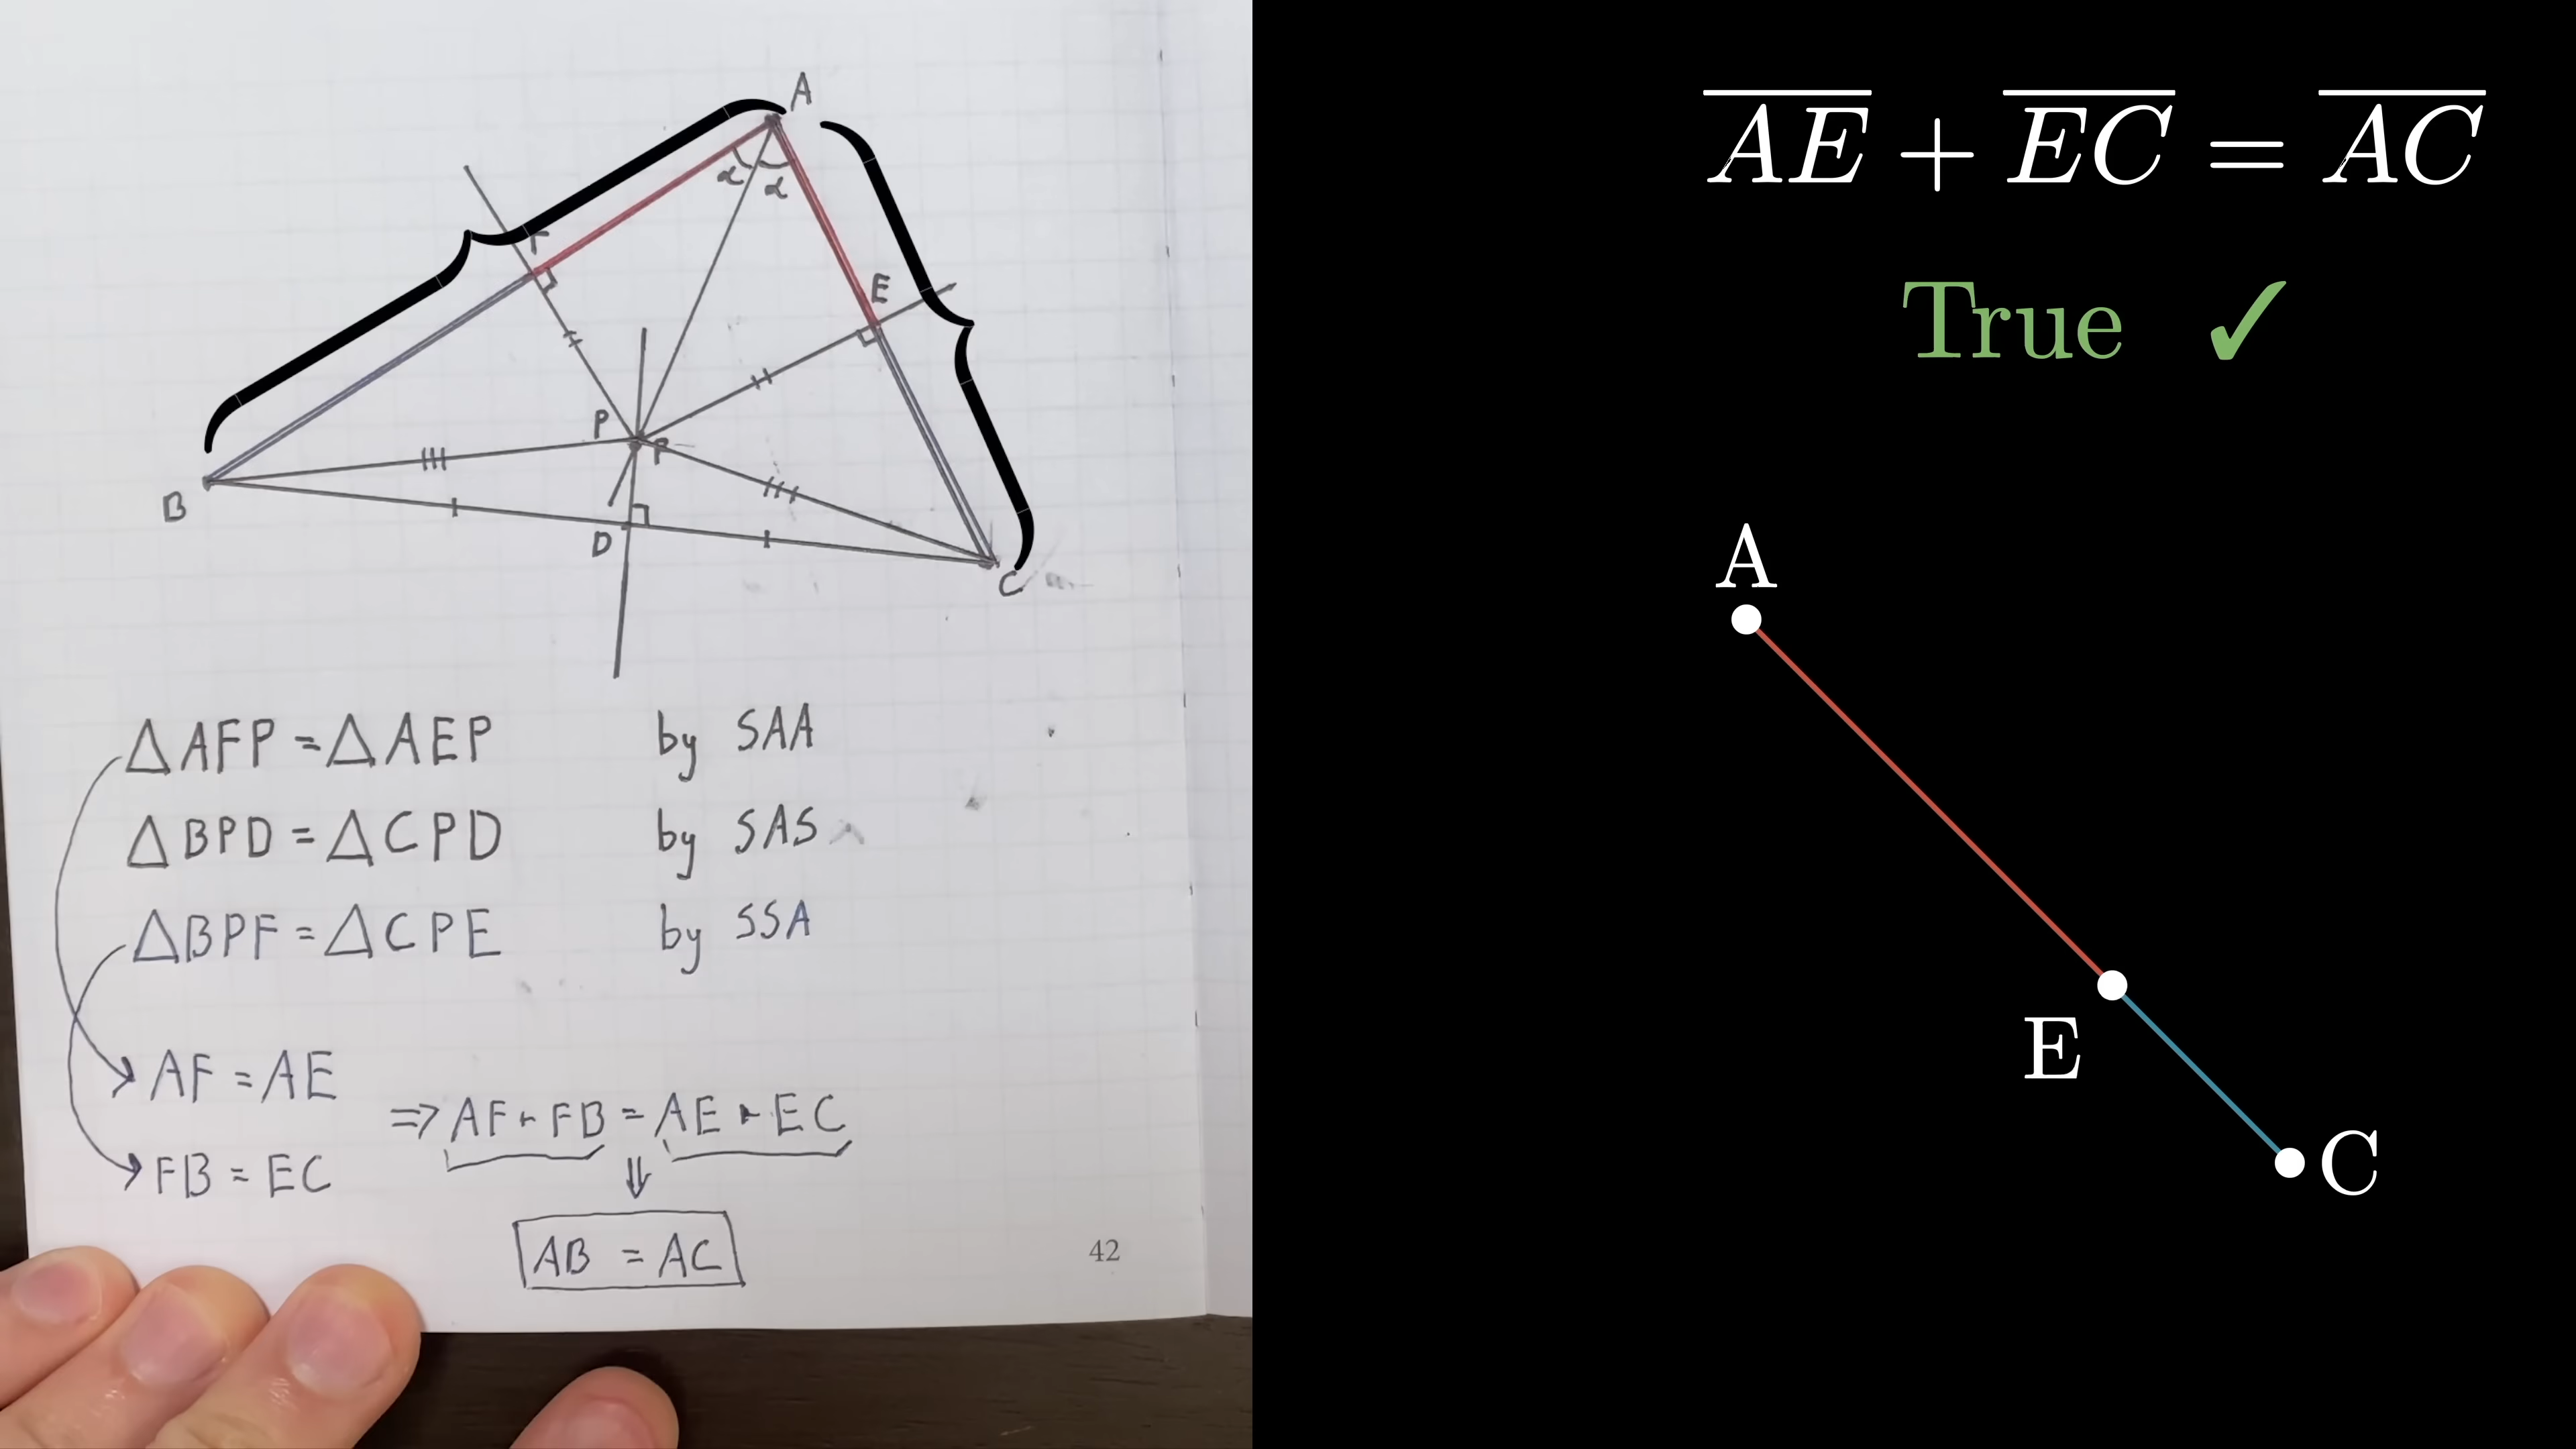 A
F
α α
E
P
P
B
D
C
△AFP = △AEP by SAA
△BPD = △CPD by SAS
△BPF = △CPE by SSA
AF = AE
⇒ AF + FB = AE + EC
FB = EC
⇓
AB = AC
42
AE + EC = AC
True ✓
A
E
C